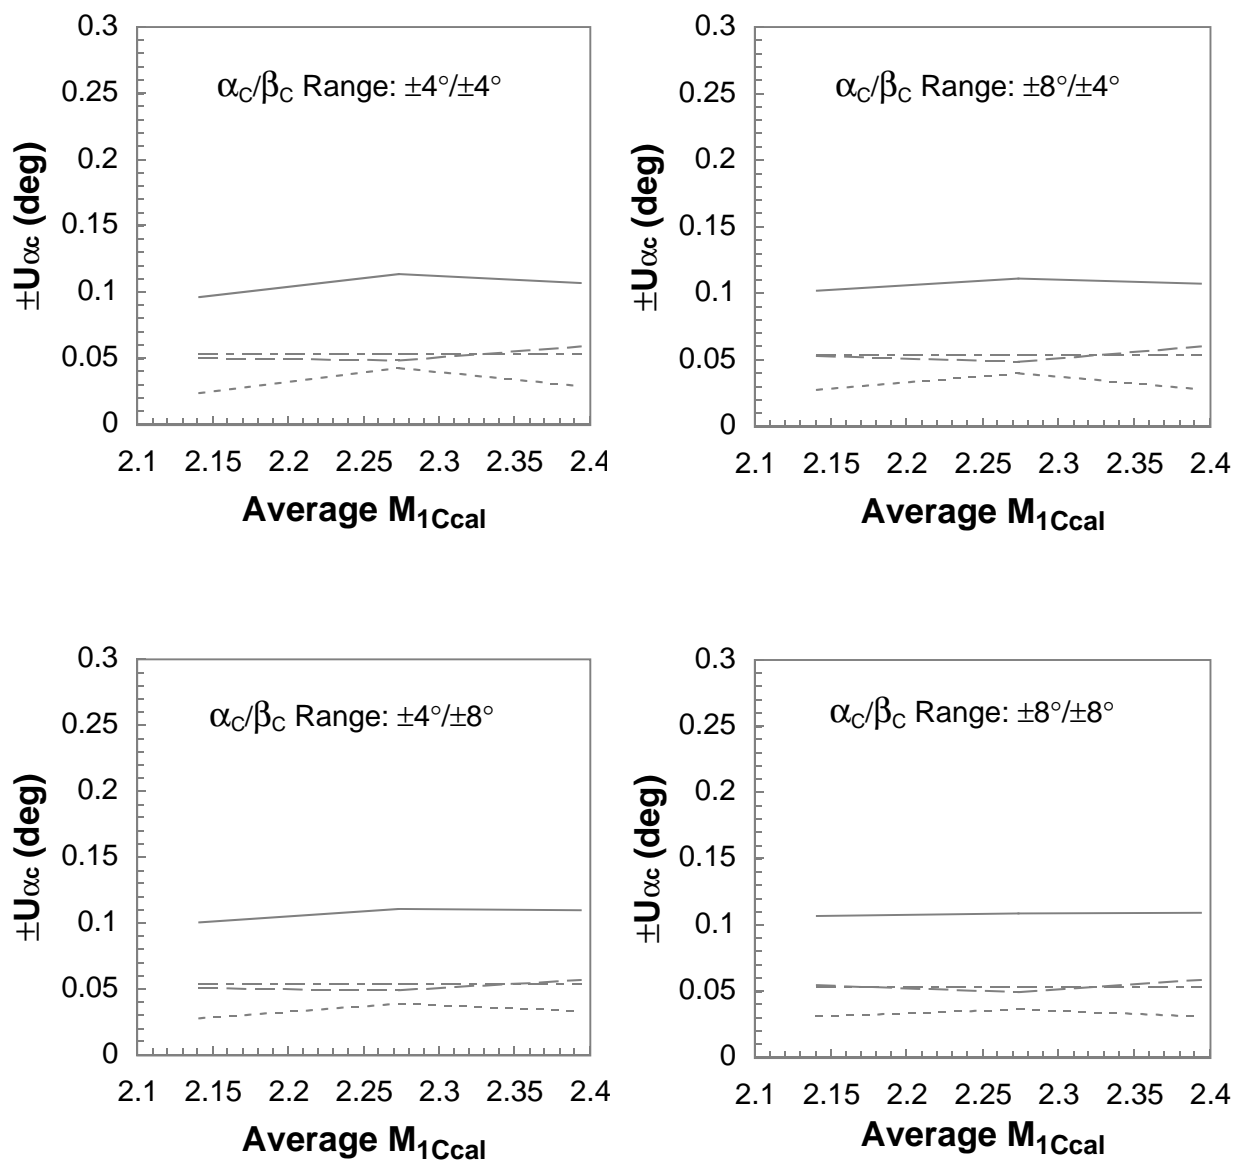 0.3
0.25
0.2
0.15
0.1
0.05
0
±Uαc (deg)
αC/βC Range: ±4°/±4°
2.1 2.15 2.2 2.25 2.3 2.35 2.4
Average M1Ccal
0.3
0.25
0.2
0.15
0.1
0.05
0
±Uαc (deg)
αC/βC Range: ±8°/±4°
2.1 2.15 2.2 2.25 2.3 2.35 2.4
Average M1Ccal
0.3
0.25
0.2
0.15
0.1
0.05
0
±Uαc (deg)
αC/βC Range: ±4°/±8°
2.1 2.15 2.2 2.25 2.3 2.35 2.4
Average M1Ccal
0.3
0.25
0.2
0.15
0.1
0.05
0
±Uαc (deg)
αC/βC Range: ±8°/±8°
2.1 2.15 2.2 2.25 2.3 2.35 2.4
Average M1Ccal